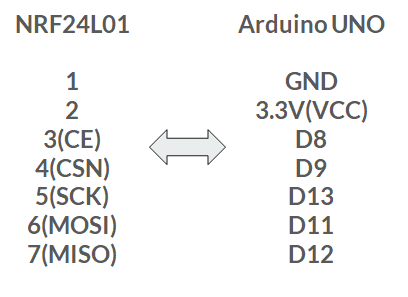 NRF24L01 Arduino UNO
1 GND
2 3.3V(VCC)
3(CE) D8
4(CSN) D9
5(SCK) D13
6(MOSI) D11
7(MISO) D12